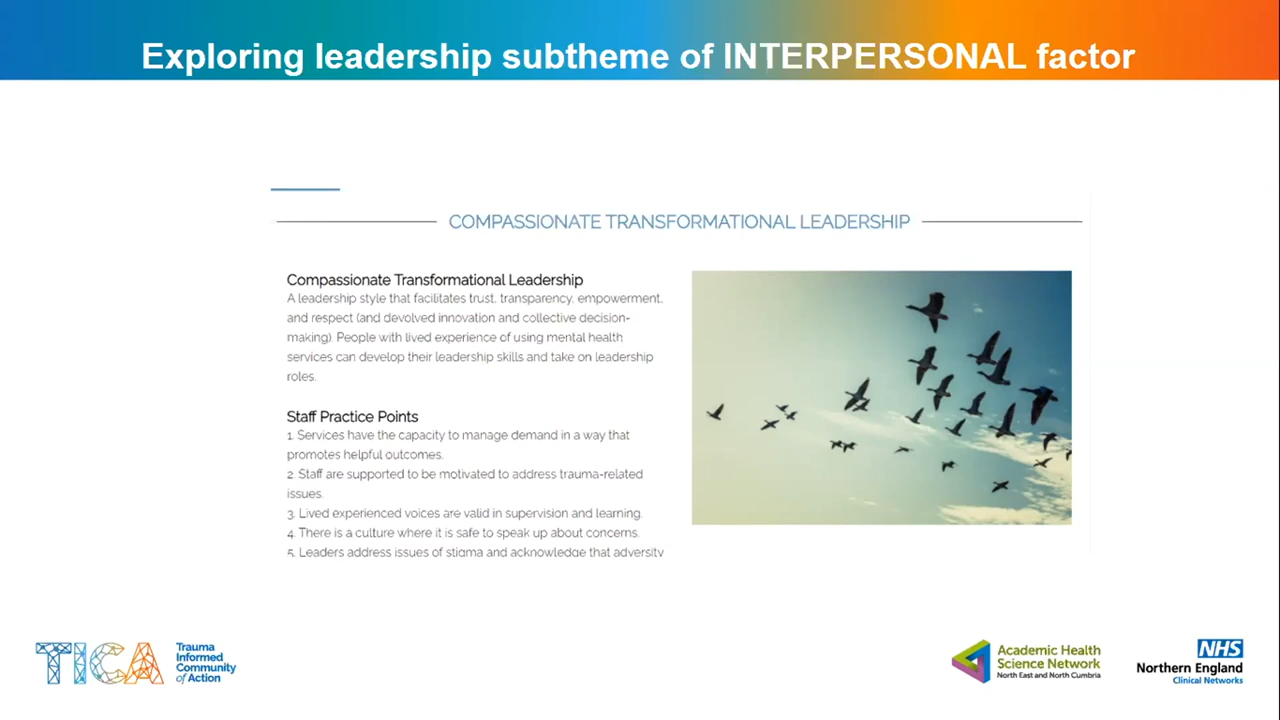 Exploring leadership subtheme of INTERPERSONAL factor
COMPASSIONATE TRANSFORMATIONAL LEADERSHIP
Compassionate Transformational Leadership
A leadership style that facilitates trust, transparency, empowerment,
and respect (and devolved innovation and collective decision-
making). People with lived experience of using mental health
services can develop their leadership skills and take on leadership
roles.
Staff Practice Points
1. Services have the capacity to manage demand in a way that
promotes helpful outcomes.
2. Staff are supported to be motivated to address trauma-related
issues.
3. Lived experienced voices are valid in supervision and learning.
4. There is a culture where it is safe to speak up about concerns.
5. Leaders address issues of stigma and acknowledge that adversity
TICA
Trauma
Informed
Community
of Action
Academic Health
Science Network
North East and North Cumbria
NHS
Northern England
Clinical Networks